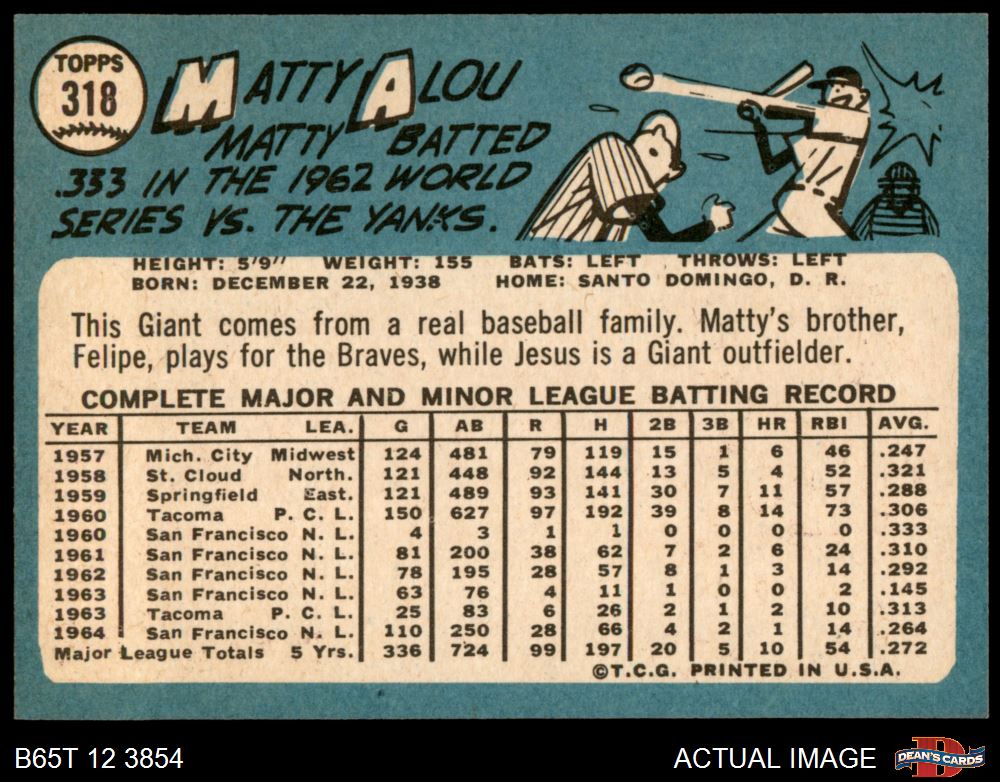 TOPPS
318
MATTY ALOU
MATTY BATTED
.333 IN THE 1962 WORLD
SERIES VS. THE YANKS.
HEIGHT: 5'9" WEIGHT: 155 BATS: LEFT THROWS: LEFT
BORN: DECEMBER 22, 1938 HOME: SANTO DOMINGO, D. R.
This Giant comes from a real baseball family. Matty's brother,
Felipe, plays for the Braves, while Jesus is a Giant outfielder.
COMPLETE MAJOR AND MINOR LEAGUE BATTING RECORD
YEAR TEAM LEA. G AB R H 2B 3B HR RBI AVG.
1957 Mich. City Midwest 124 481 79 119 15 1 6 46 .247
1958 St. Cloud North. 121 448 92 144 13 5 4 52 .321
1959 Springfield East. 121 489 93 141 30 7 11 57 .288
1960 Tacoma P. C. L. 150 627 97 192 39 8 14 73 .306
1960 San Francisco N. L. 4 3 1 1 0 0 0 0 .333
1961 San Francisco N. L. 81 200 38 62 7 2 6 24 .310
1962 San Francisco N. L. 78 195 28 57 8 1 3 14 .292
1963 San Francisco N. L. 63 76 4 11 1 0 0 2 .145
1963 Tacoma P. C. L. 25 83 6 26 2 1 2 10 .313
1964 San Francisco N. L. 110 250 28 66 4 2 1 14 .264
Major League Totals 5 Yrs. 336 724 99 197 20 5 10 54 .272
©T.C.G. PRINTED IN U.S.A.
B65T 12 3854
ACTUAL IMAGE
D
DEAN'S CARDS